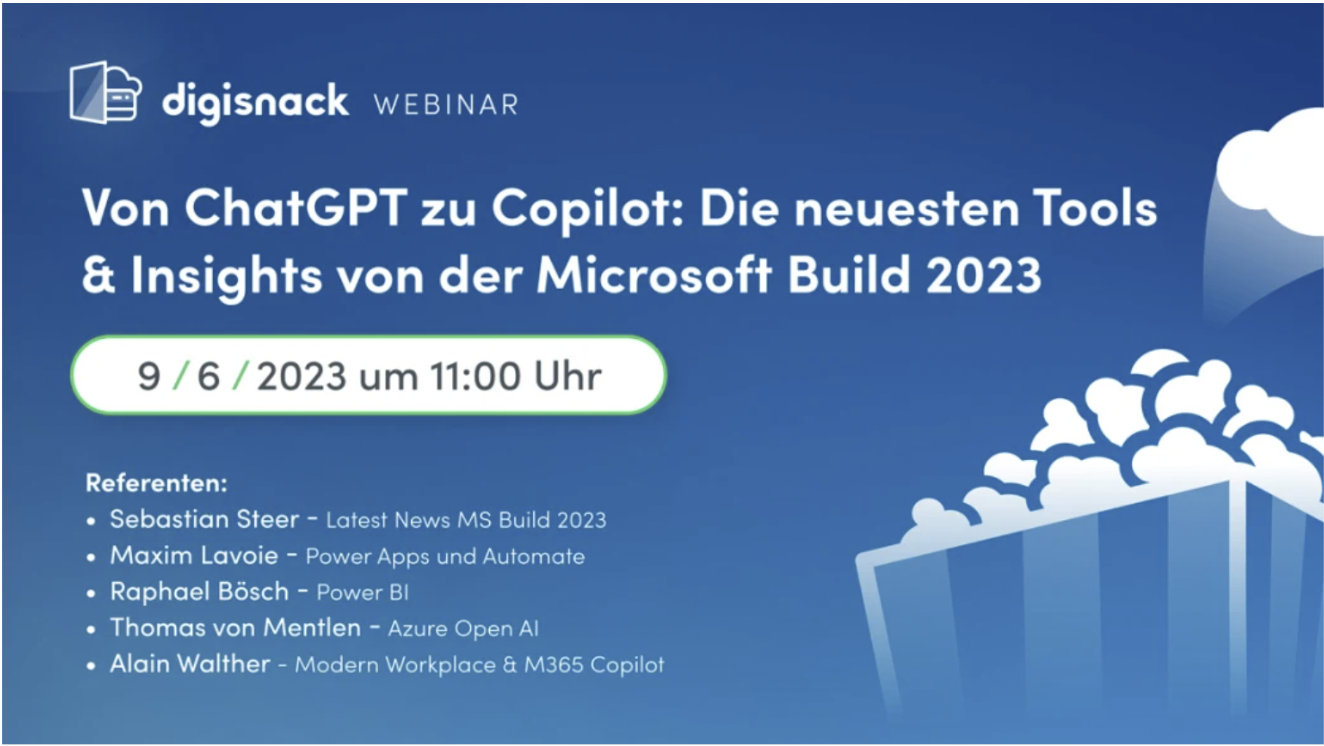 digisnack WEBINAR
Von ChatGPT zu Copilot: Die neuesten Tools
& Insights von der Microsoft Build 2023
9 / 6 / 2023 um 11:00 Uhr
Referenten:
• Sebastian Steer - Latest News MS Build 2023
• Maxim Lavoie - Power Apps und Automate
• Raphael Bösch - Power BI
• Thomas von Mentlen - Azure Open AI
• Alain Walther - Modern Workplace & M365 Copilot